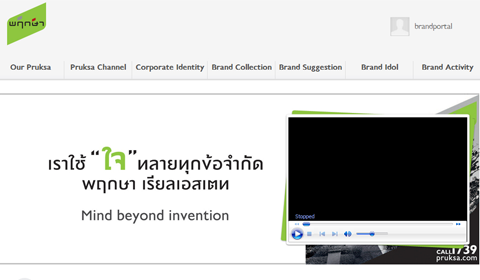 พฤกษา
brandportal
Our Pruksa Pruksa Channel Corporate Identity Brand Collection Brand Suggestion Brand Idol Brand Activity
เราใช้ “ใจ” ทลายทุกข้อจำกัด
พฤกษา เรียลเอสเตท
Mind beyond invention
Stopped
CALL 1739
pruksa.com